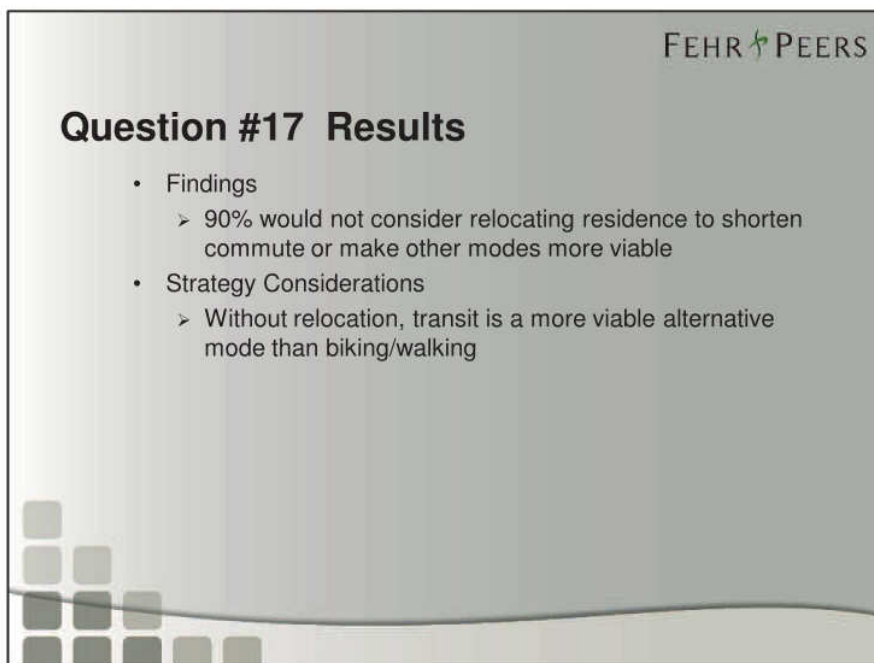 FEHR PEERS
Question #17 Results
• Findings
➢ 90% would not consider relocating residence to shorten
commute or make other modes more viable
• Strategy Considerations
➢ Without relocation, transit is a more viable alternative
mode than biking/walking